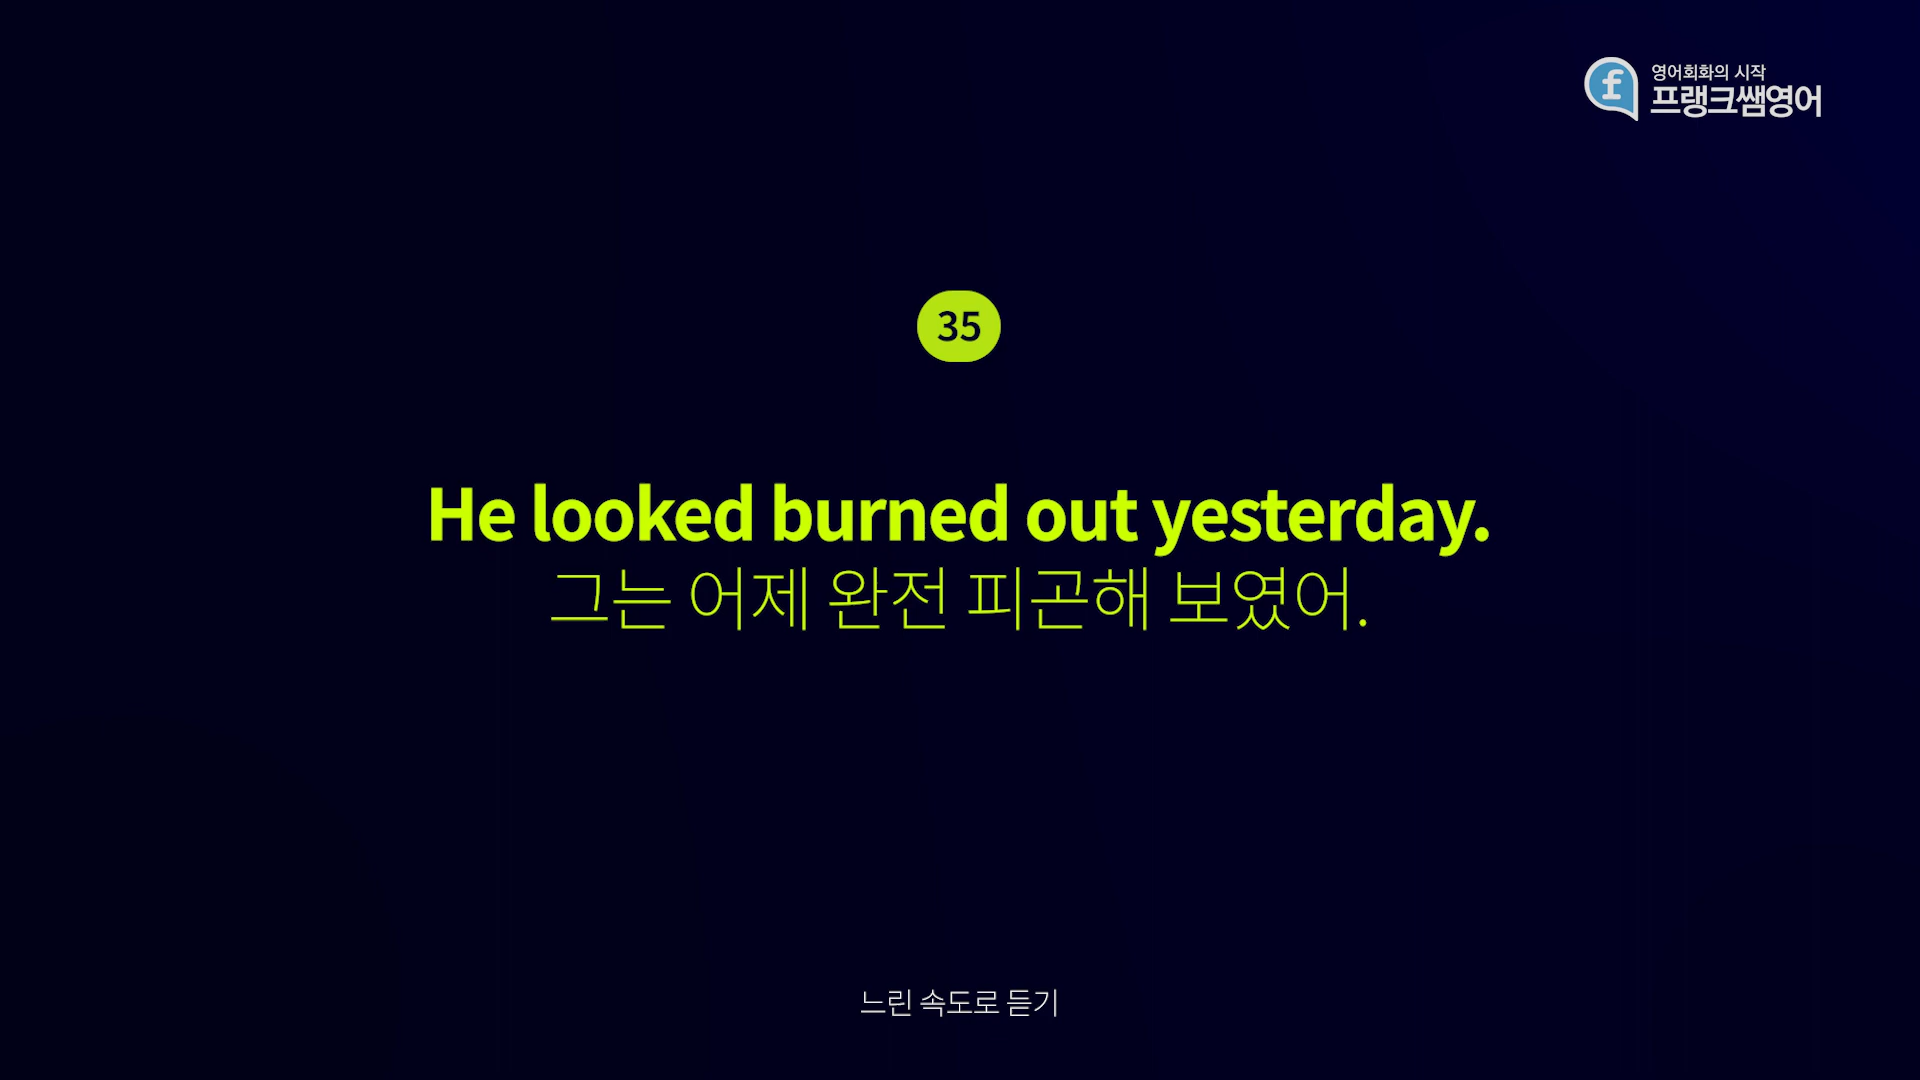 영어회화의 시작
프랭크쌤영어
35
He looked burned out yesterday.
그는 어제 완전 피곤해 보였어.
느린 속도로 듣기